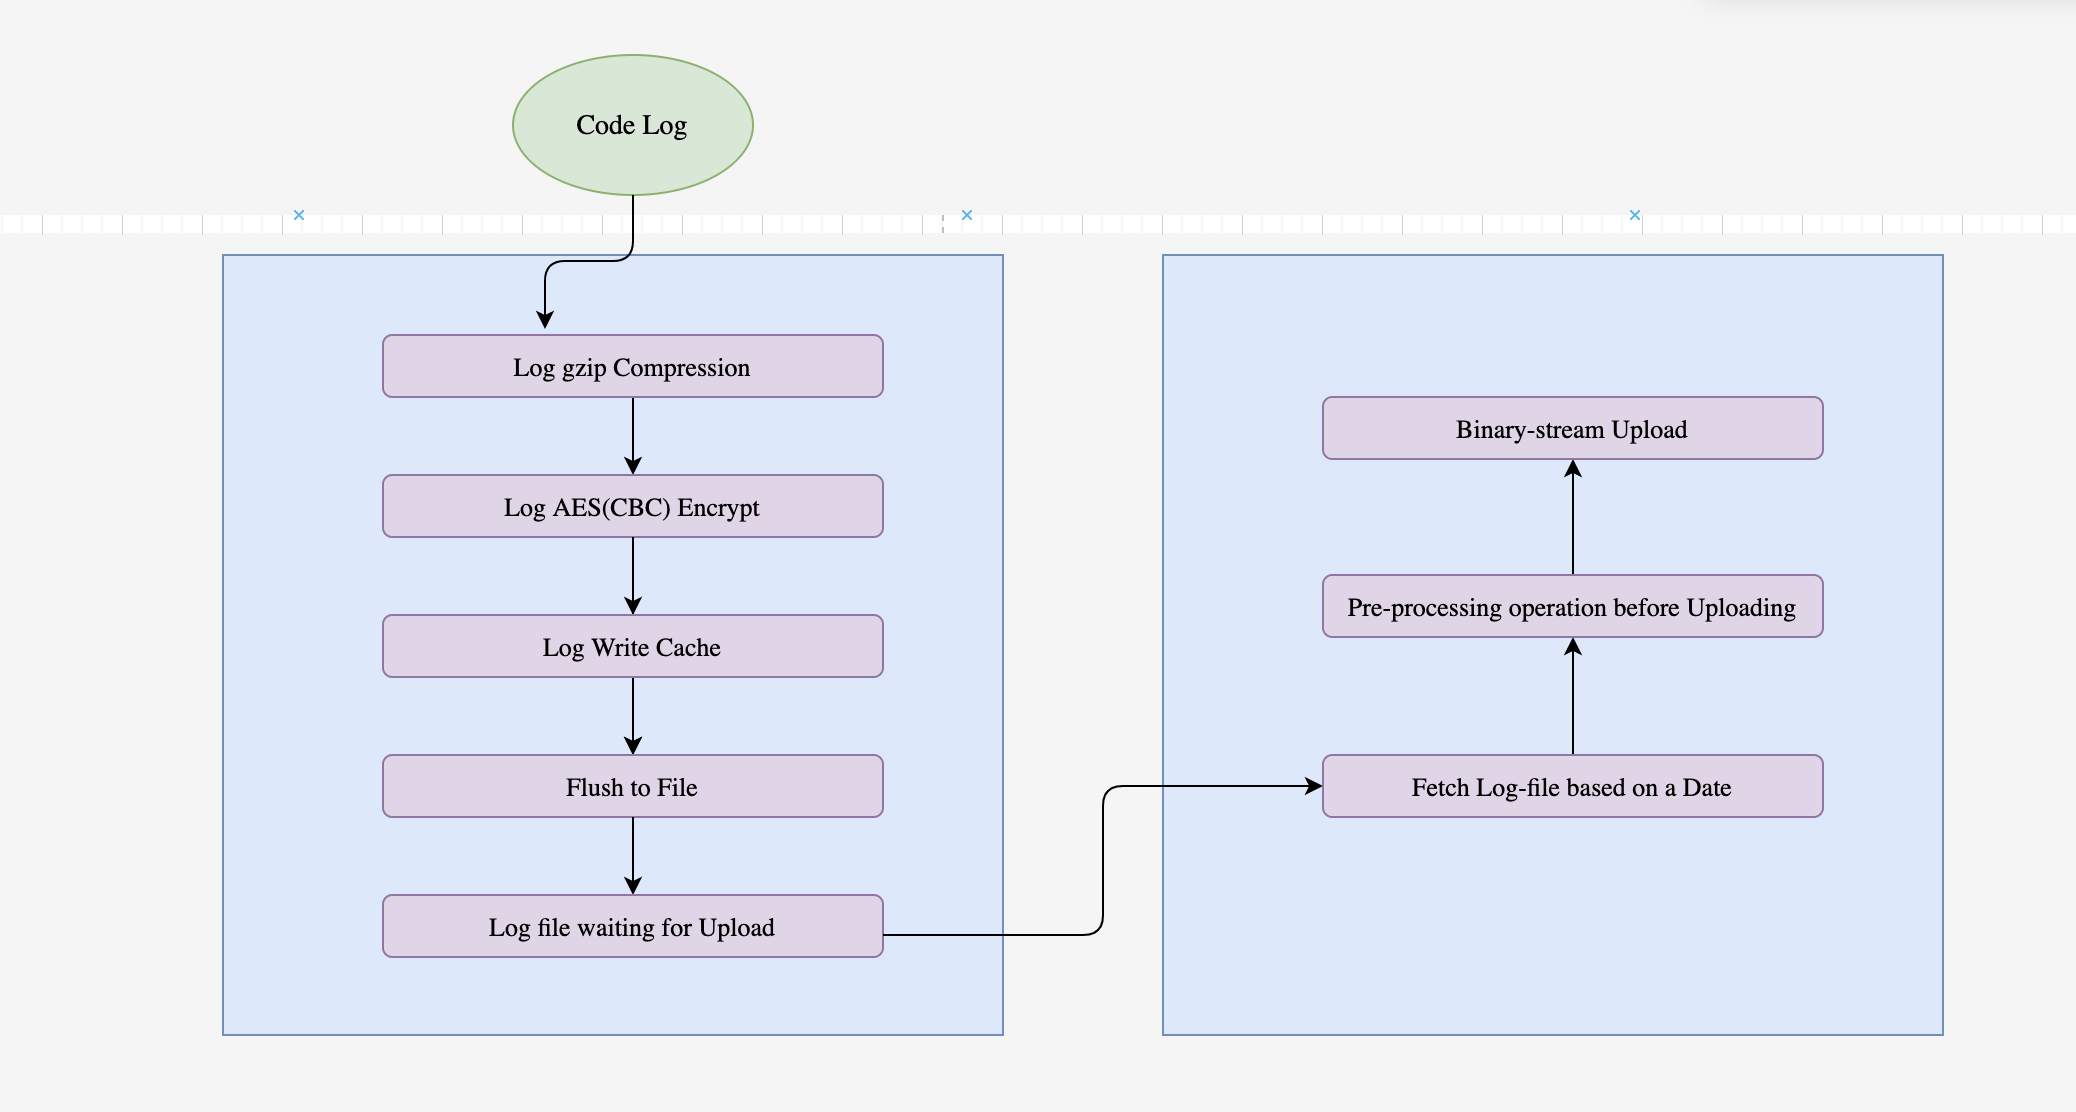 Code Log
Log gzip Compression
Log AES(CBC) Encrypt
Log Write Cache
Flush to File
Log file waiting for Upload
Binary-stream Upload
Pre-processing operation before Uploading
Fetch Log-file based on a Date